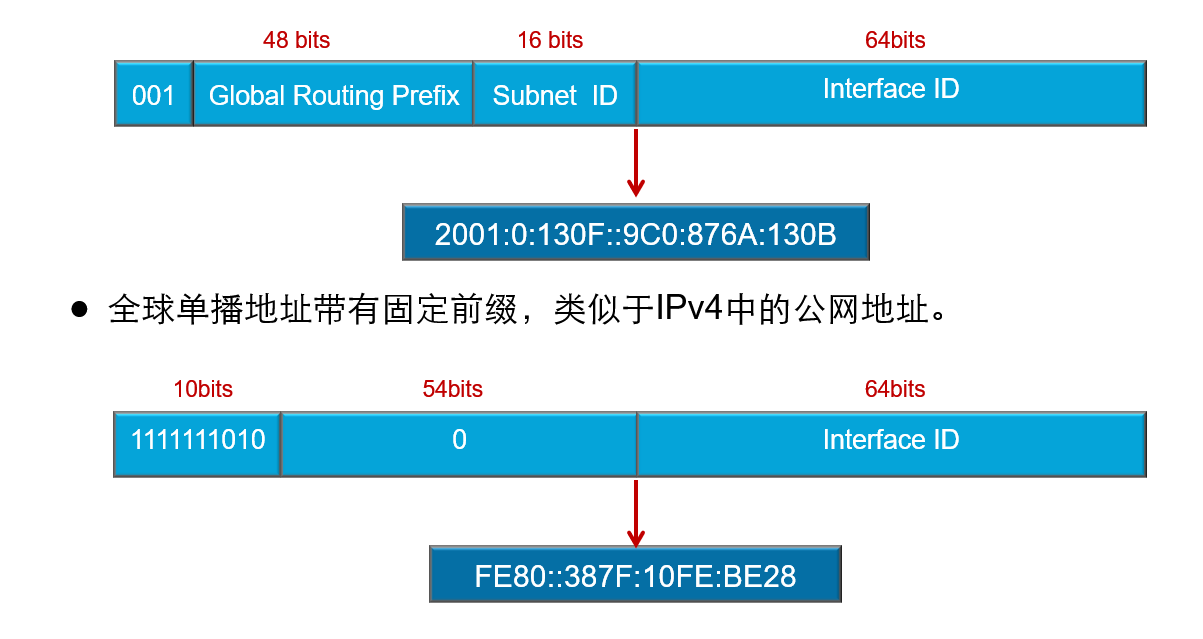 48 bits 16 bits 64bits
001 Global Routing Prefix Subnet ID Interface ID
2001:0:130F::9C0:876A:130B
● 全球单播地址带有固定前缀，类似于IPv4中的公网地址。
10bits 54bits 64bits
1111111010 0 Interface ID
FE80::387F:10FE:BE28